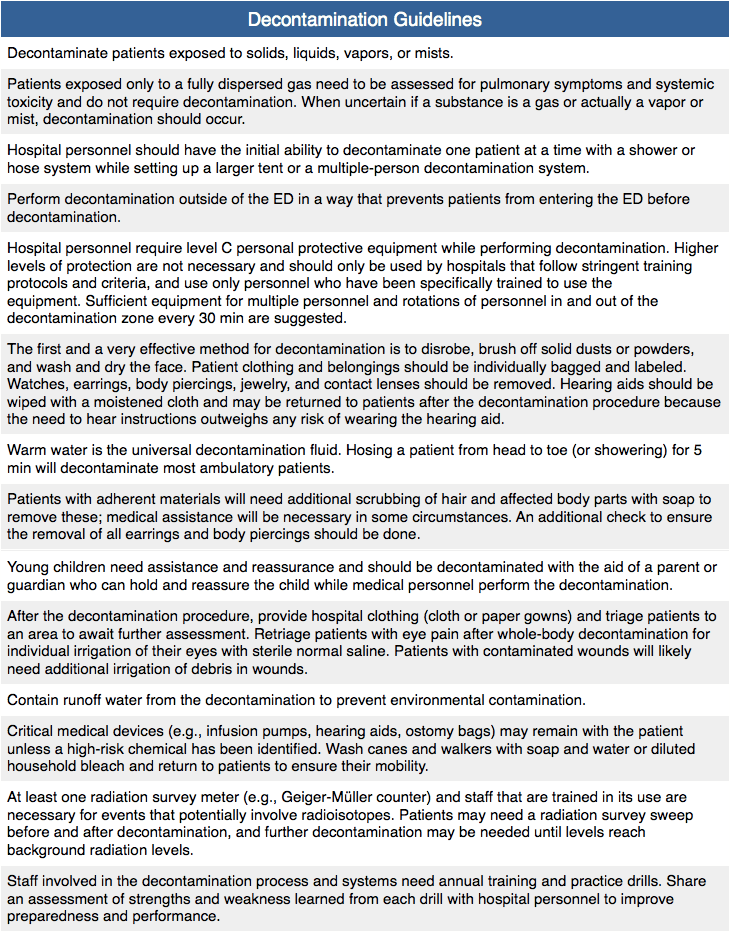 Decontamination Guidelines
Decontaminate patients exposed to solids, liquids, vapors, or mists.
Patients exposed only to a fully dispersed gas need to be assessed for pulmonary symptoms and systemic
toxicity and do not require decontamination. When uncertain if a substance is a gas or actually a vapor or
mist, decontamination should occur.
Hospital personnel should have the initial ability to decontaminate one patient at a time with a shower or
hose system while setting up a larger tent or a multiple-person decontamination system.
Perform decontamination outside of the ED in a way that prevents patients from entering the ED before
decontamination.
Hospital personnel require level C personal protective equipment while performing decontamination. Higher
levels of protection are not necessary and should only be used by hospitals that follow stringent training
protocols and criteria, and use only personnel who have been specifically trained to use the
equipment. Sufficient equipment for multiple personnel and rotations of personnel in and out of the
decontamination zone every 30 min are suggested.
The first and a very effective method for decontamination is to disrobe, brush off solid dusts or powders,
and wash and dry the face. Patient clothing and belongings should be individually bagged and labeled.
Watches, earrings, body piercings, jewelry, and contact lenses should be removed. Hearing aids should be
wiped with a moistened cloth and may be returned to patients after the decontamination procedure because
the need to hear instructions outweighs any risk of wearing the hearing aid.
Warm water is the universal decontamination fluid. Hosing a patient from head to toe (or showering) for 5
min will decontaminate most ambulatory patients.
Patients with adherent materials will need additional scrubbing of hair and affected body parts with soap to
remove these; medical assistance will be necessary in some circumstances. An additional check to ensure
the removal of all earrings and body piercings should be done.
Young children need assistance and reassurance and should be decontaminated with the aid of a parent or
guardian who can hold and reassure the child while medical personnel perform the decontamination.
After the decontamination procedure, provide hospital clothing (cloth or paper gowns) and triage patients to
an area to await further assessment. Retriage patients with eye pain after whole-body decontamination for
individual irrigation of their eyes with sterile normal saline. Patients with contaminated wounds will likely
need additional irrigation of debris in wounds.
Contain runoff water from the decontamination to prevent environmental contamination.
Critical medical devices (e.g., infusion pumps, hearing aids, ostomy bags) may remain with the patient
unless a high-risk chemical has been identified. Wash canes and walkers with soap and water or diluted
household bleach and return to patients to ensure their mobility.
At least one radiation survey meter (e.g., Geiger-Müller counter) and staff that are trained in its use are
necessary for events that potentially involve radioisotopes. Patients may need a radiation survey sweep
before and after decontamination, and further decontamination may be needed until levels reach
background radiation levels.
Staff involved in the decontamination process and systems need annual training and practice drills. Share
an assessment of strengths and weakness learned from each drill with hospital personnel to improve
preparedness and performance.